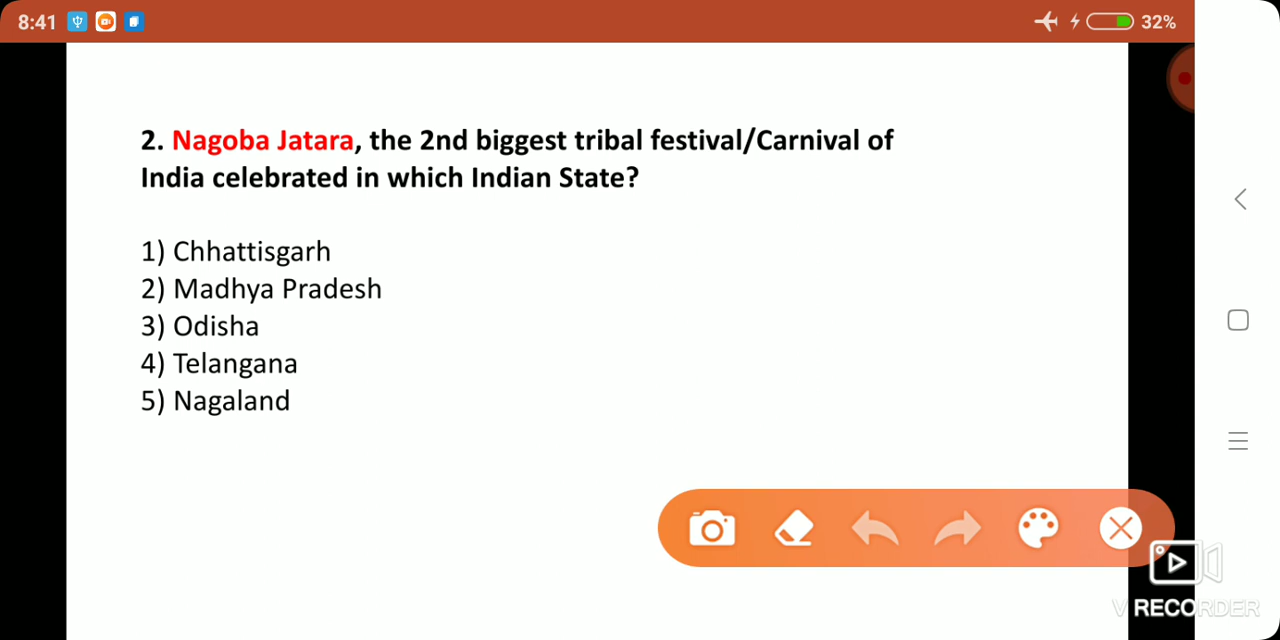 8:41
32%
2. Nagoba Jatara, the 2nd biggest tribal festival/Carnival of
India celebrated in which Indian State?
1) Chhattisgarh
2) Madhya Pradesh
3) Odisha
4) Telangana
5) Nagaland
V RECORDER